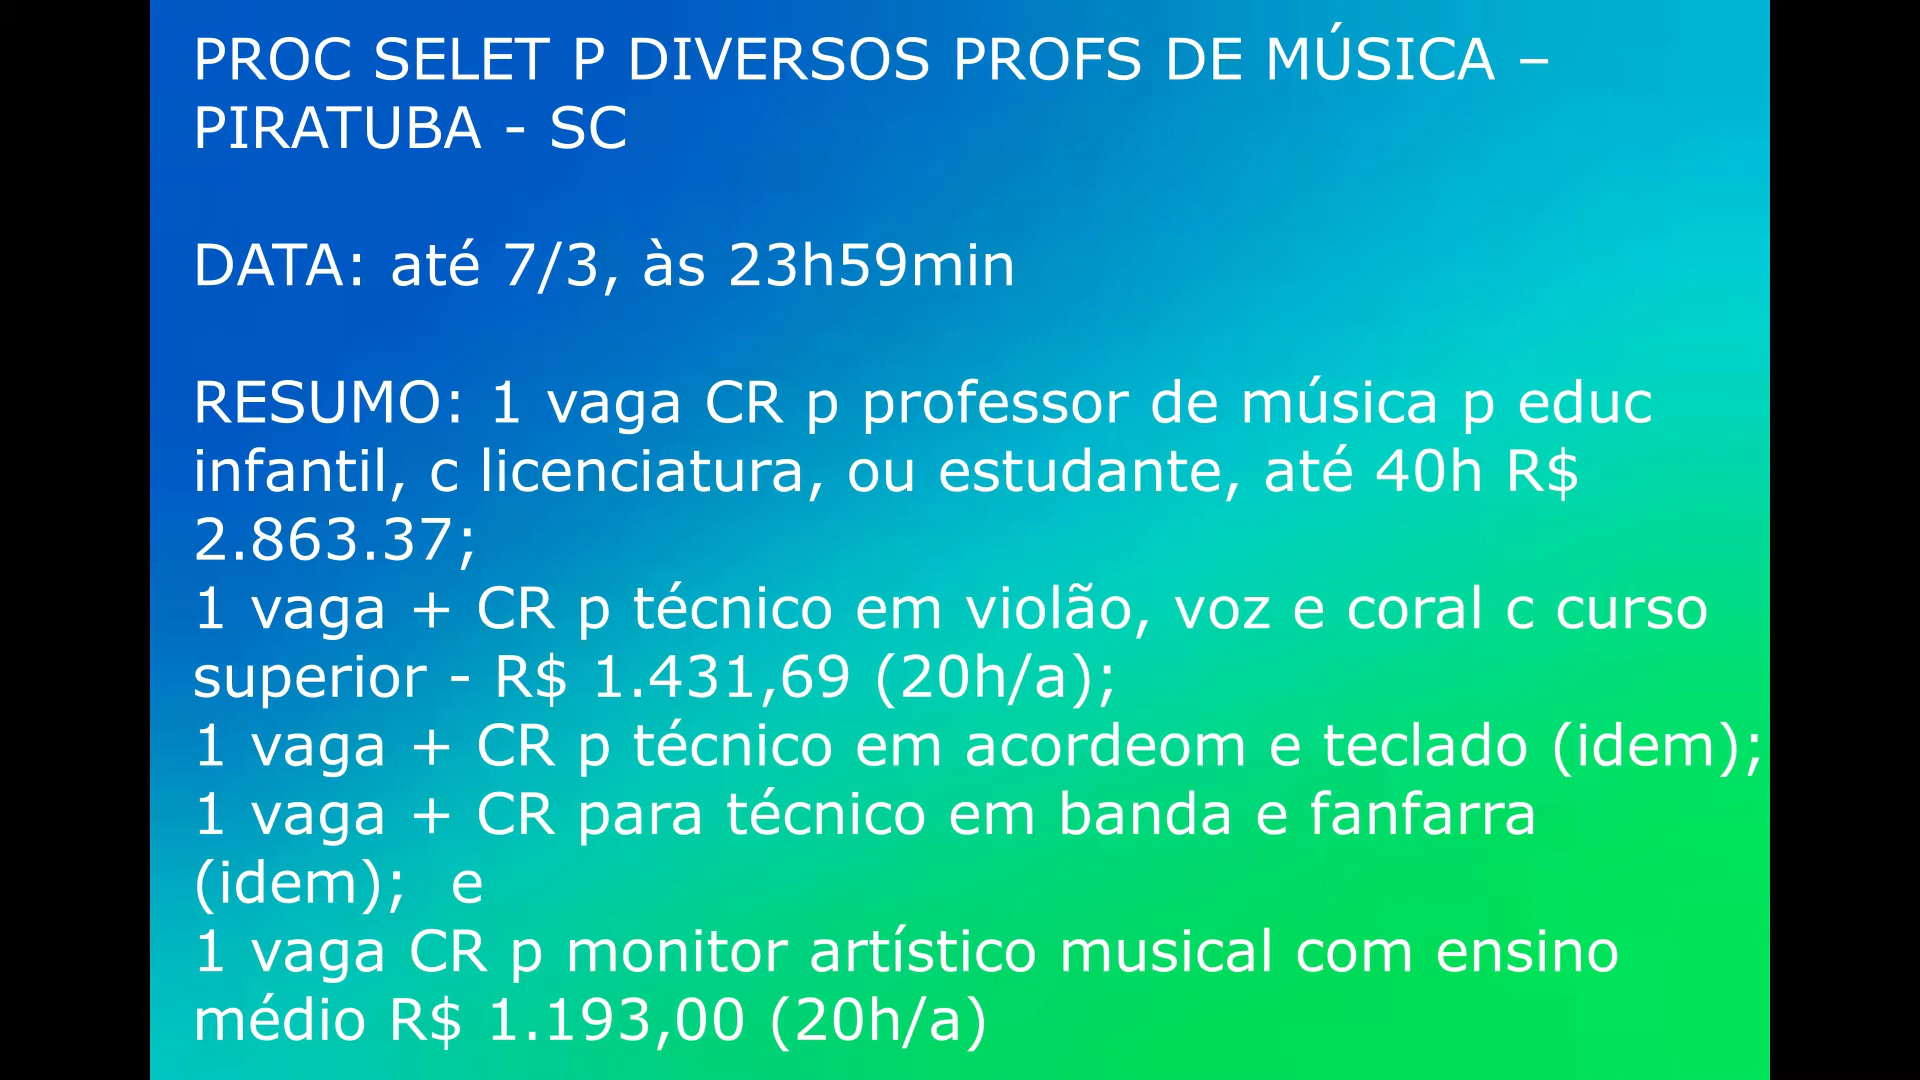 PROC SELET P DIVERSOS PROFS DE MÚSICA –
PIRATUBA - SC
DATA: até 7/3, às 23h59min
RESUMO: 1 vaga CR p professor de música p educ
infantil, c licenciatura, ou estudante, até 40h R$
2.863.37;
1 vaga + CR p técnico em violão, voz e coral c curso
superior - R$ 1.431,69 (20h/a);
1 vaga + CR p técnico em acordeom e teclado (idem);
1 vaga + CR para técnico em banda e fanfarra
(idem);  e
1 vaga CR p monitor artístico musical com ensino
médio R$ 1.193,00 (20h/a)